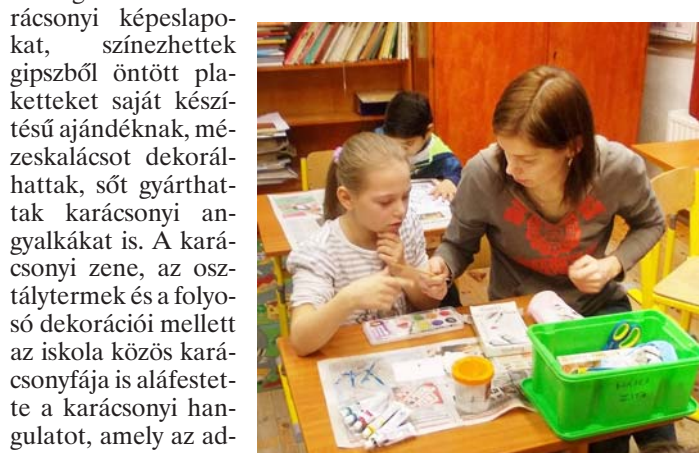 rácsonyi képeslapo-
kat, színezhettek
gipszből öntött pla-
ketteket saját készí-
tésű ajándéknak, mé-
zeskalácsot dekorál-
hattak, sőt gyárthat-
tak karácsonyi an-
gyalkákat is. A kará-
csonyi zene, az osz-
tálytermek és a folyo-
só dekorációi mellett
az iskola közös kará-
csonyfája is aláfestet-
te a karácsonyi han-
gulatot, amely az ad-